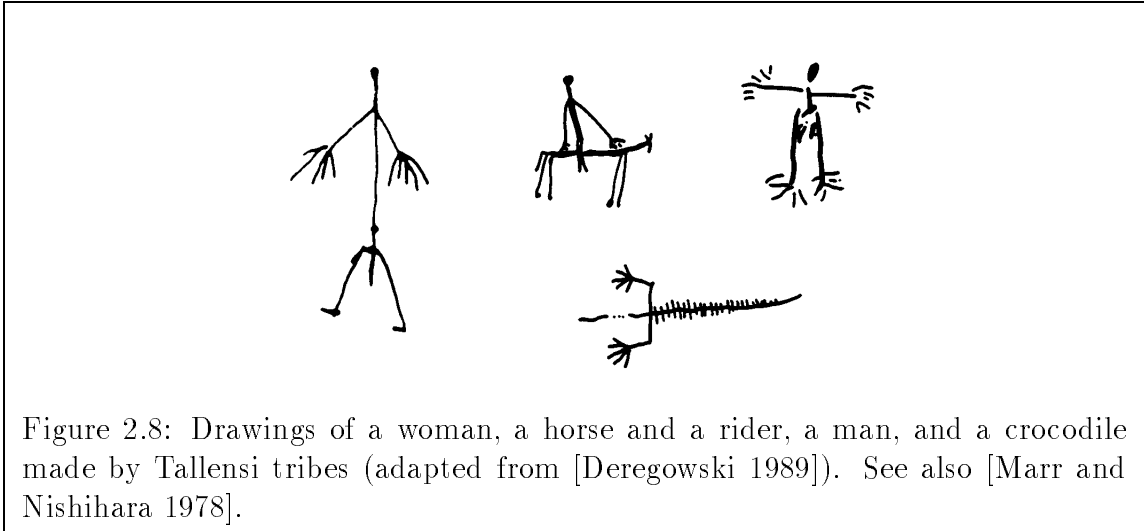 Figure 2.8: Drawings of a woman, a horse and a rider, a man, and a crocodile
made by Tallensi tribes (adapted from [Deregowski 1989]). See also [Marr and
Nishihara 1978].